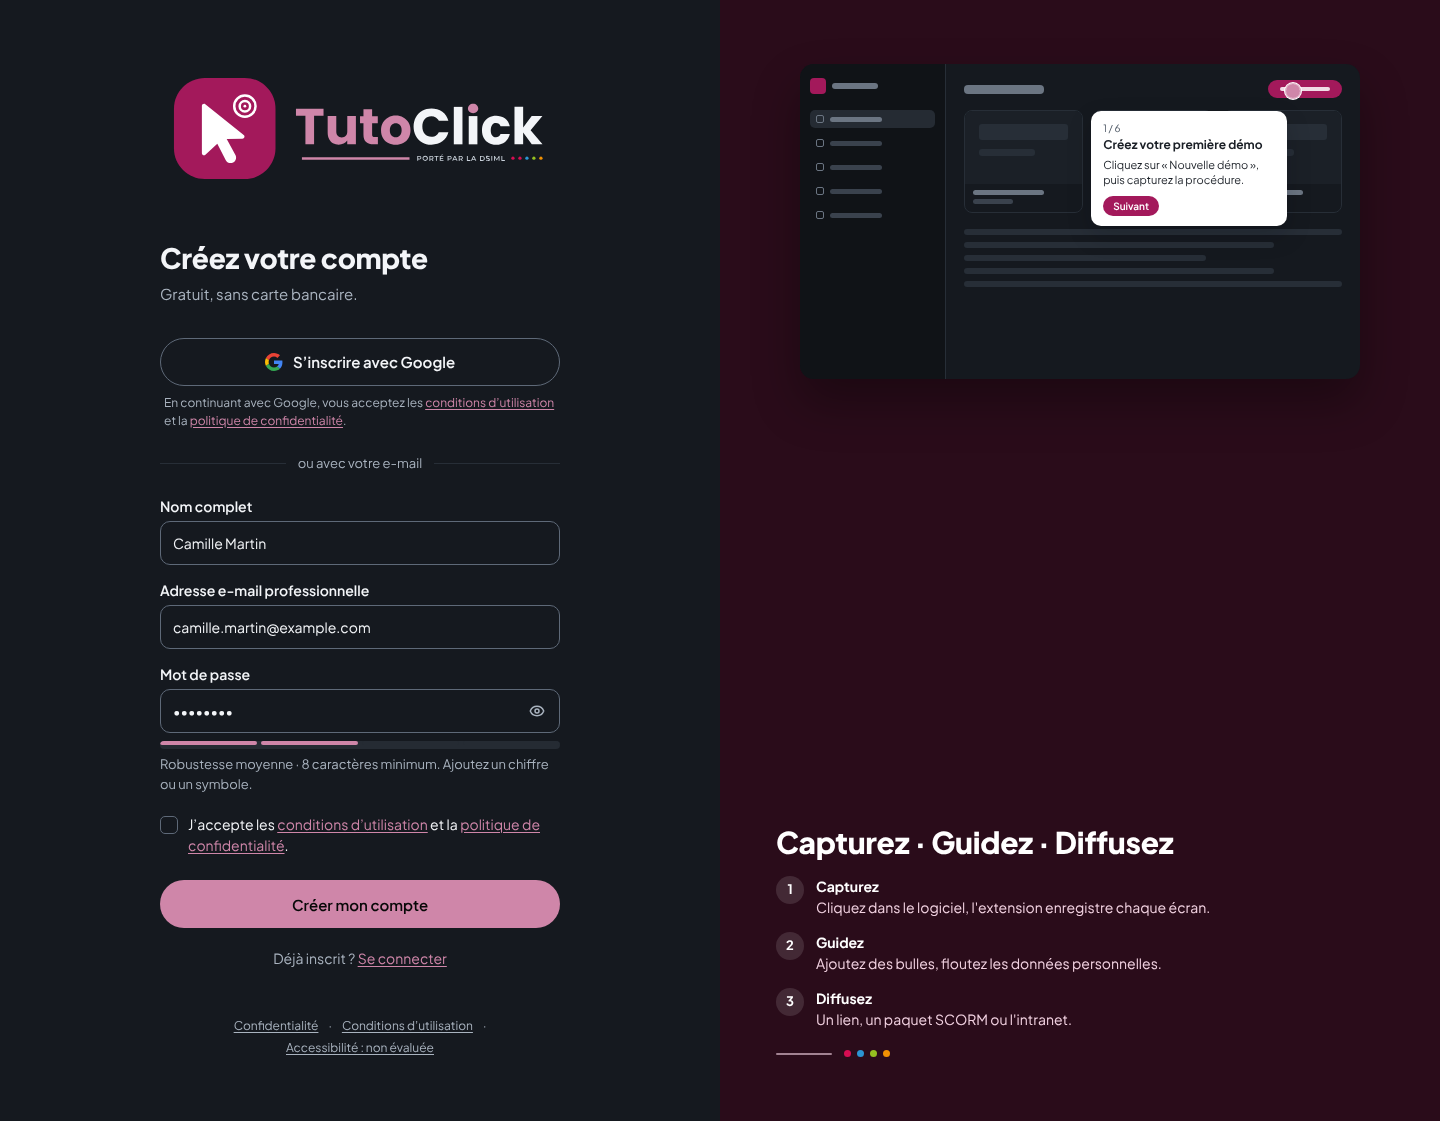 TutoClick
PORTÉ PAR LA DSIML
Créez votre compte
Gratuit, sans carte bancaire.
S’inscrire avec Google
En continuant avec Google, vous acceptez les conditions d’utilisation
et la politique de confidentialité.
ou avec votre e-mail
Nom complet
Camille Martin
Adresse e-mail professionnelle
camille.martin@example.com
Mot de passe
••••••••
Robustesse moyenne · 8 caractères minimum. Ajoutez un chiffre
ou un symbole.
J’accepte les conditions d’utilisation et la politique de
confidentialité.
Créer mon compte
Déjà inscrit ? Se connecter
Confidentialité · Conditions d’utilisation ·
Accessibilité : non évaluée
1 / 6
Créez votre première démo
Cliquez sur « Nouvelle démo »,
puis capturez la procédure.
Suivant
Capturez · Guidez · Diffusez
1 Capturez
Cliquez dans le logiciel, l'extension enregistre chaque écran.
2 Guidez
Ajoutez des bulles, floutez les données personnelles.
3 Diffusez
Un lien, un paquet SCORM ou l'intranet.